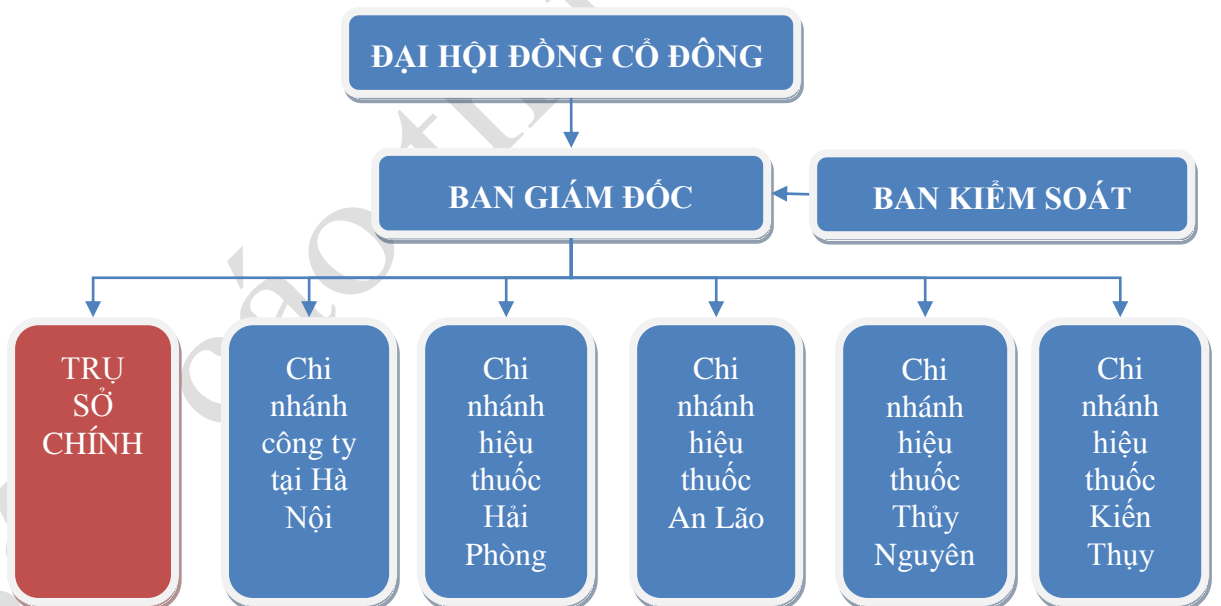 ĐẠI HỘI ĐỒNG CỔ ĐÔNG
BAN GIÁM ĐỐC
BAN KIỂM SOÁT
TRỤ
SỞ
CHÍNH
Chi
nhánh
công ty
tại Hà
Nội
Chi
nhánh
hiệu
thuốc
Hải
Phòng
Chi
nhánh
hiệu
thuốc
An Lão
Chi
nhánh
hiệu
thuốc
Thủy
Nguyên
Chi
nhánh
hiệu
thuốc
Kiến
Thụy